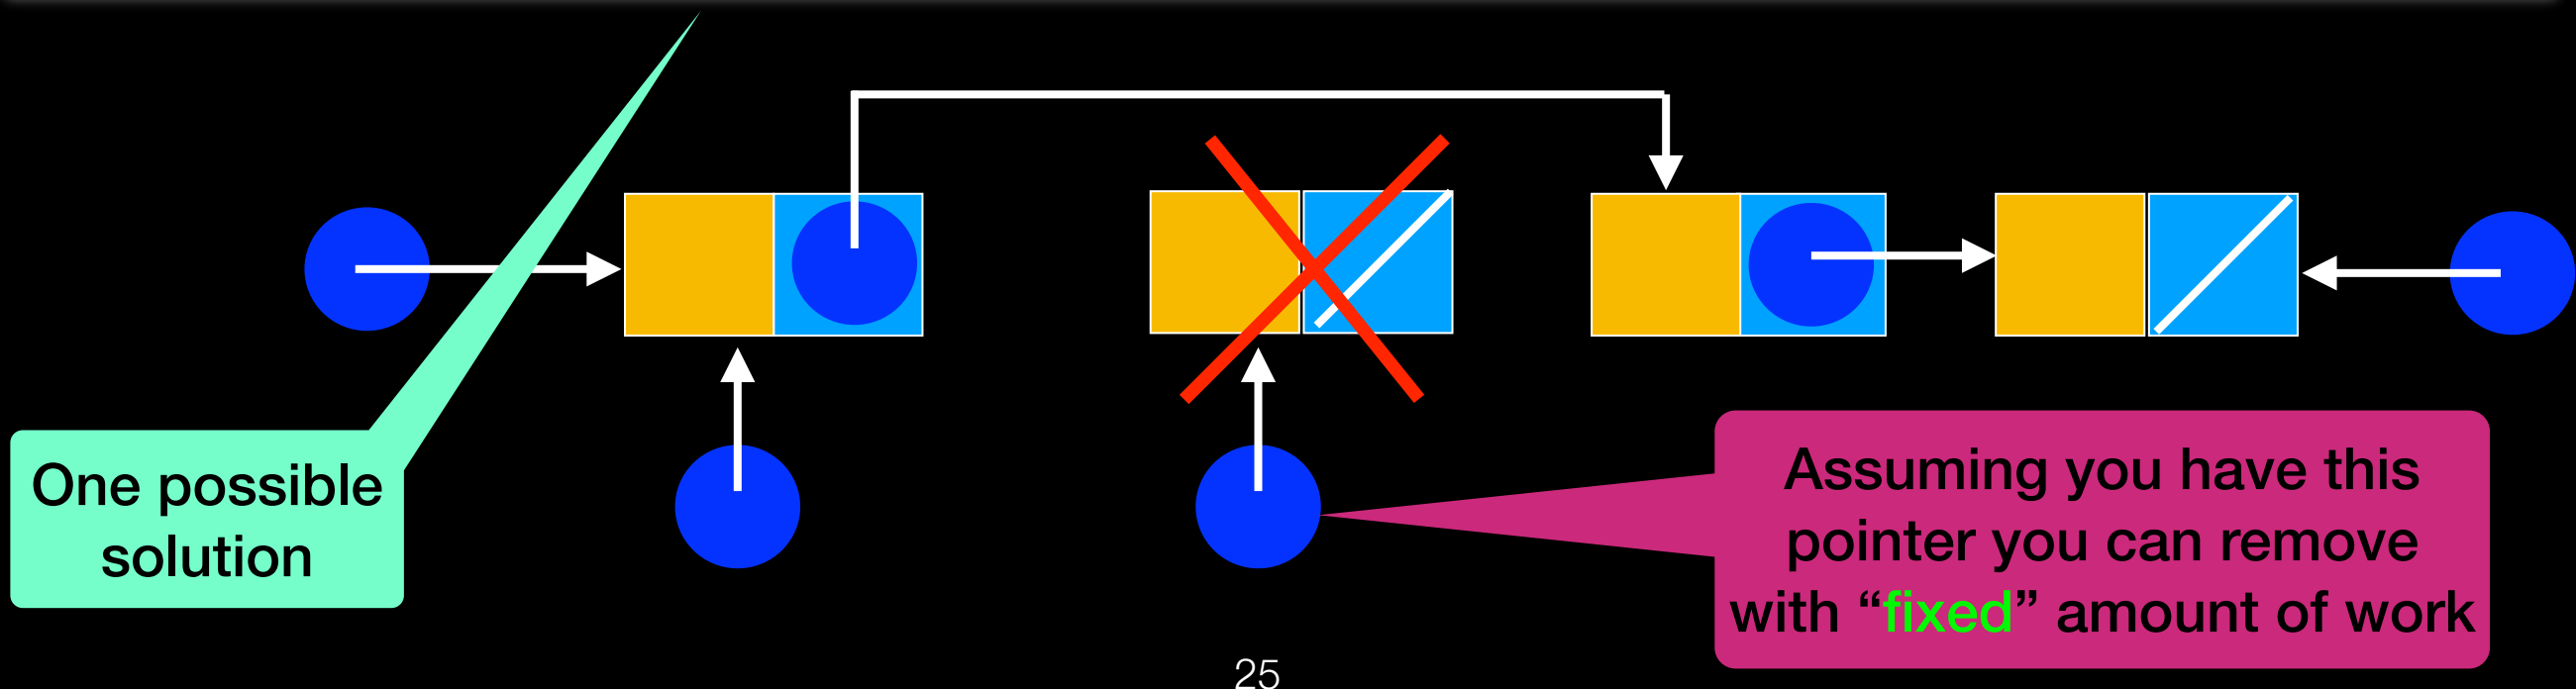 One possible
solution
Assuming you have this
pointer you can remove
with “fixed” amount of work
25